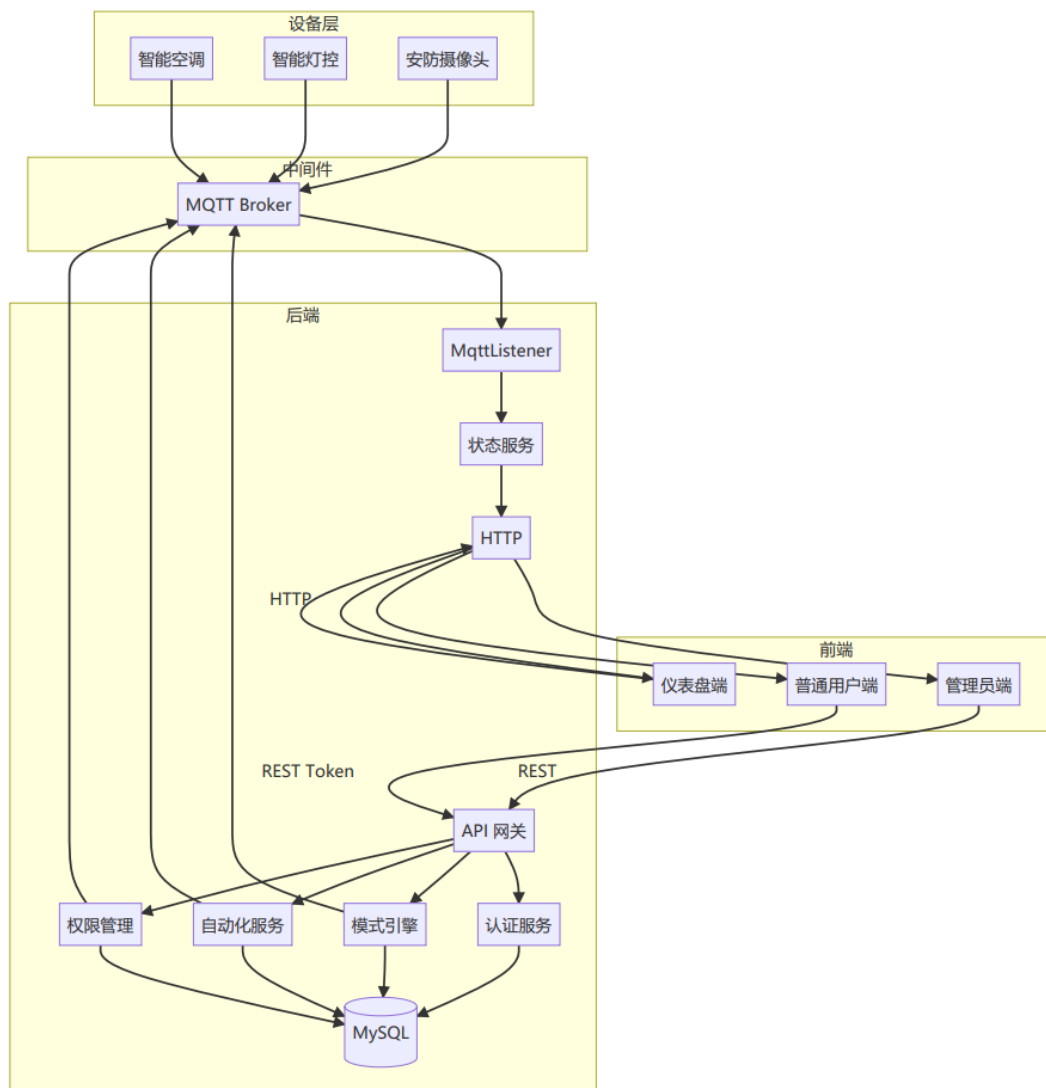 设备层
智能空调
智能灯控
安防摄像头
中间件
MQTT Broker
后端
MqttListener
状态服务
HTTP
HTTP
前端
仪表盘端
普通用户端
管理员端
REST Token
REST
API 网关
权限管理
自动化服务
模式引擎
认证服务
MySQL